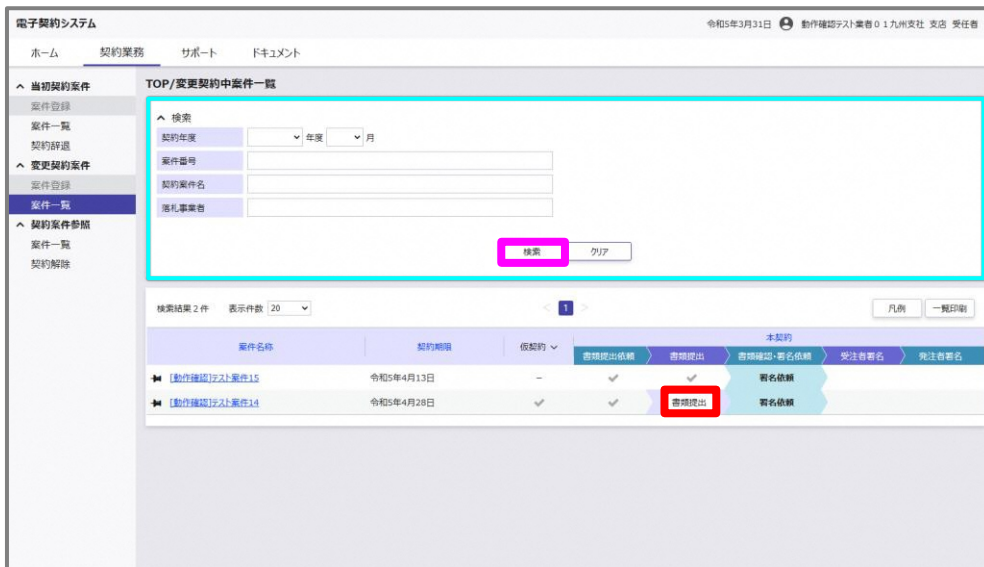 電子契約システム
令和5年3月31日 動作確認テスト業者01九州支社 支店 受任者
ホーム 契約業務 サポート ドキュメント
当初契約案件
案件登録
案件一覧
契約辞退
変更契約案件
案件登録
案件一覧
契約案件参照
案件一覧
契約解除
TOP/変更契約中案件一覧
検索
契約年度 年度 月
案件番号
契約案件名
落札事業者
検索 クリア
検索結果2件 表示件数 20 < 1 > 凡例 一覧印刷
案件名称 契約期限 仮契約 本契約
書類提出依頼 書類提出 書類確認・署名依頼 受注者署名 発注者署名
[動作確認]テスト案件15 令和5年4月13日 － 署名依頼
[動作確認]テスト案件14 令和5年4月28日 書類提出 署名依頼